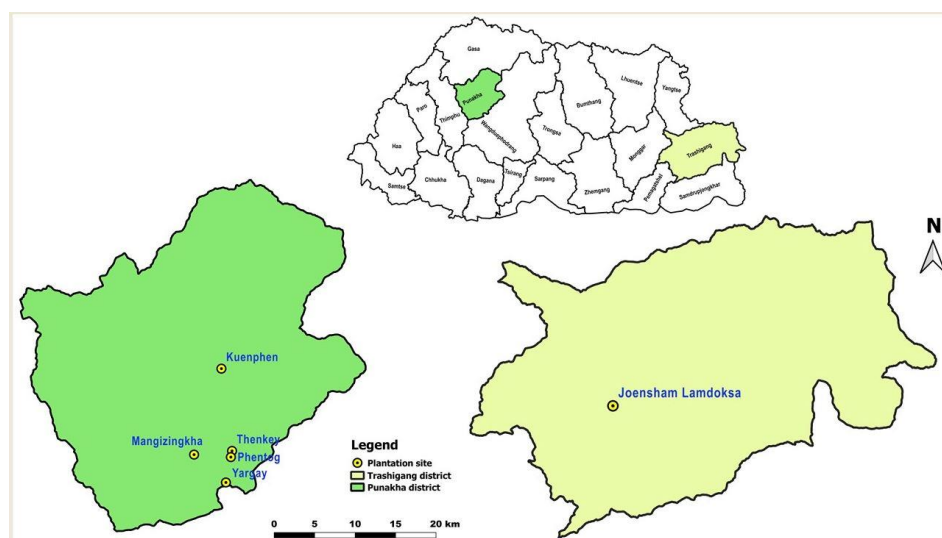 Gasa
Punakha
Paro
Thimphu
Haa
Wangduephodrang
Bumthang
Lhuentse
Yangtse
Trongsa
Monggar
Trashigang
Samtse
Chhukha
Dagana
Tsirang
Sarpang
Zhemgang
Pemagatshel
Samdrupjongkhar
N
Kuenphen
Mangizingkha
Thenkey
Phentog
Yargay
Joensham Lamdoksa
Legend
Plantation site
Trashigang district
Punakha district
0 5 10 15 20 km